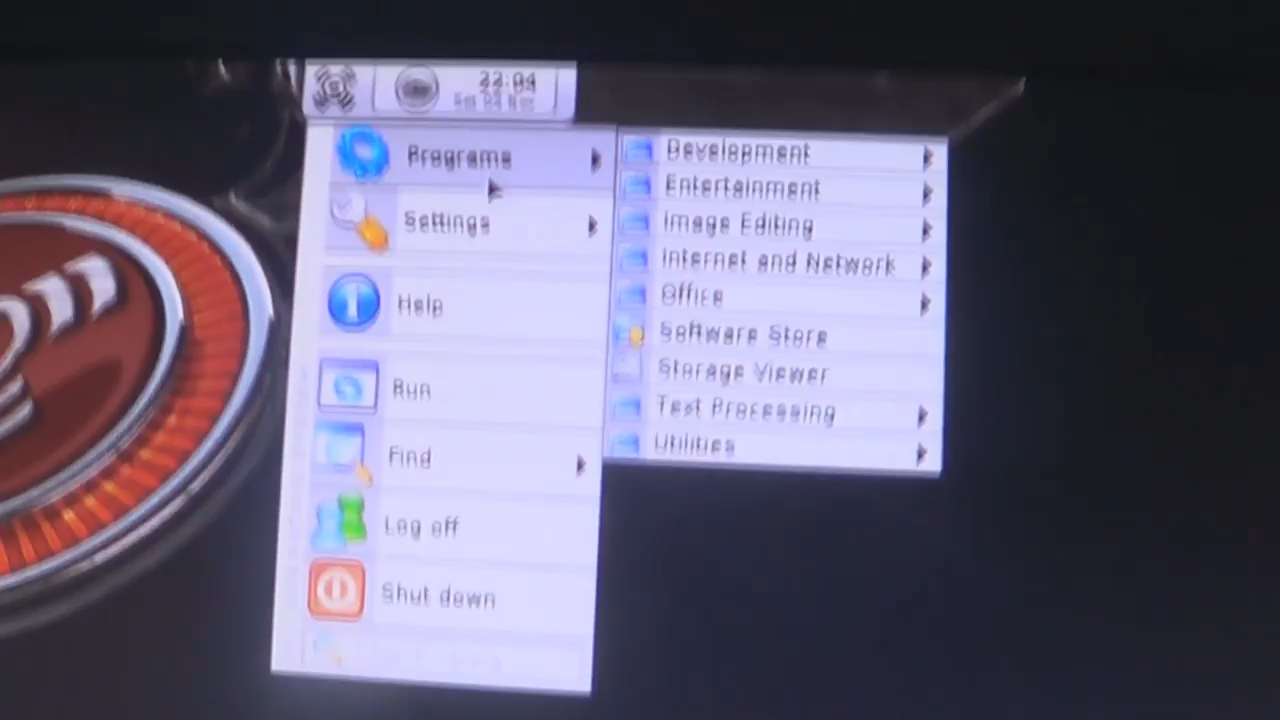 22:04
Programs
Settings
Help
Run
Find
Log off
Shut down
Development
Entertainment
Image Editing
Internet and Network
Office
Software Store
Storage Viewer
Text Processing
Utilities